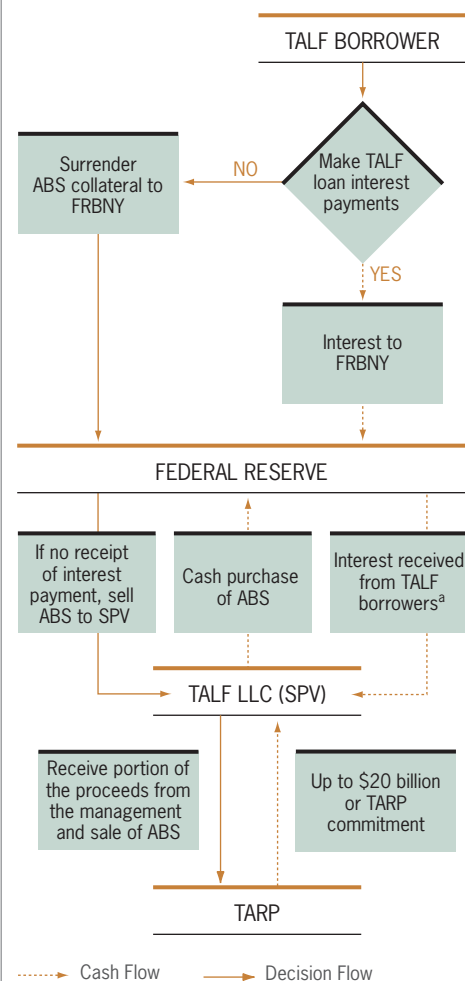 TALF BORROWER
Make TALF
loan interest
payments
NO
Surrender
ABS collateral to
FRBNY
YES
Interest to
FRBNY
FEDERAL RESERVE
If no receipt
of interest
payment, sell
ABS to SPV
Cash purchase
of ABS
Interest received
from TALF
borrowersᵃ
TALF LLC (SPV)
Receive portion of
the proceeds from
the management
and sale of ABS
Up to $20 billion
or TARP
commitment
TARP
Cash Flow
Decision Flow